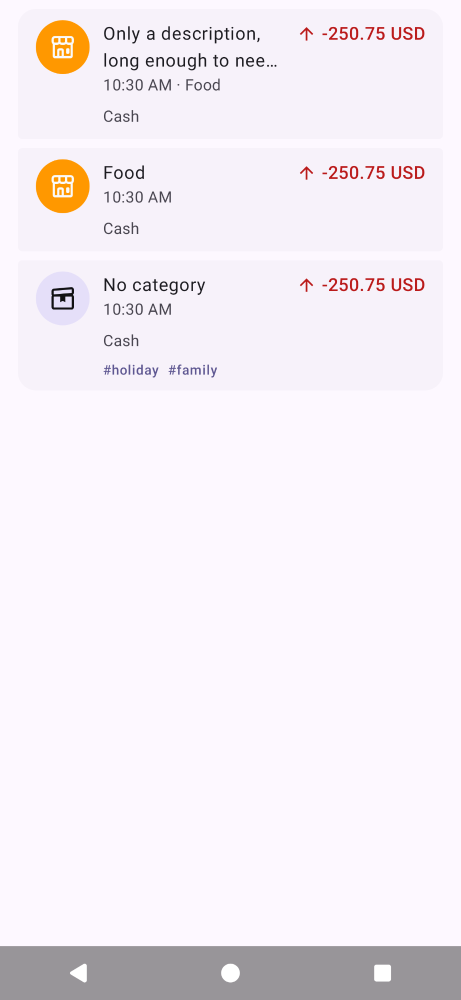 Only a description,
long enough to nee…
-250.75 USD
10:30 AM · Food
Cash
Food
-250.75 USD
10:30 AM
Cash
No category
-250.75 USD
10:30 AM
Cash
#holiday #family